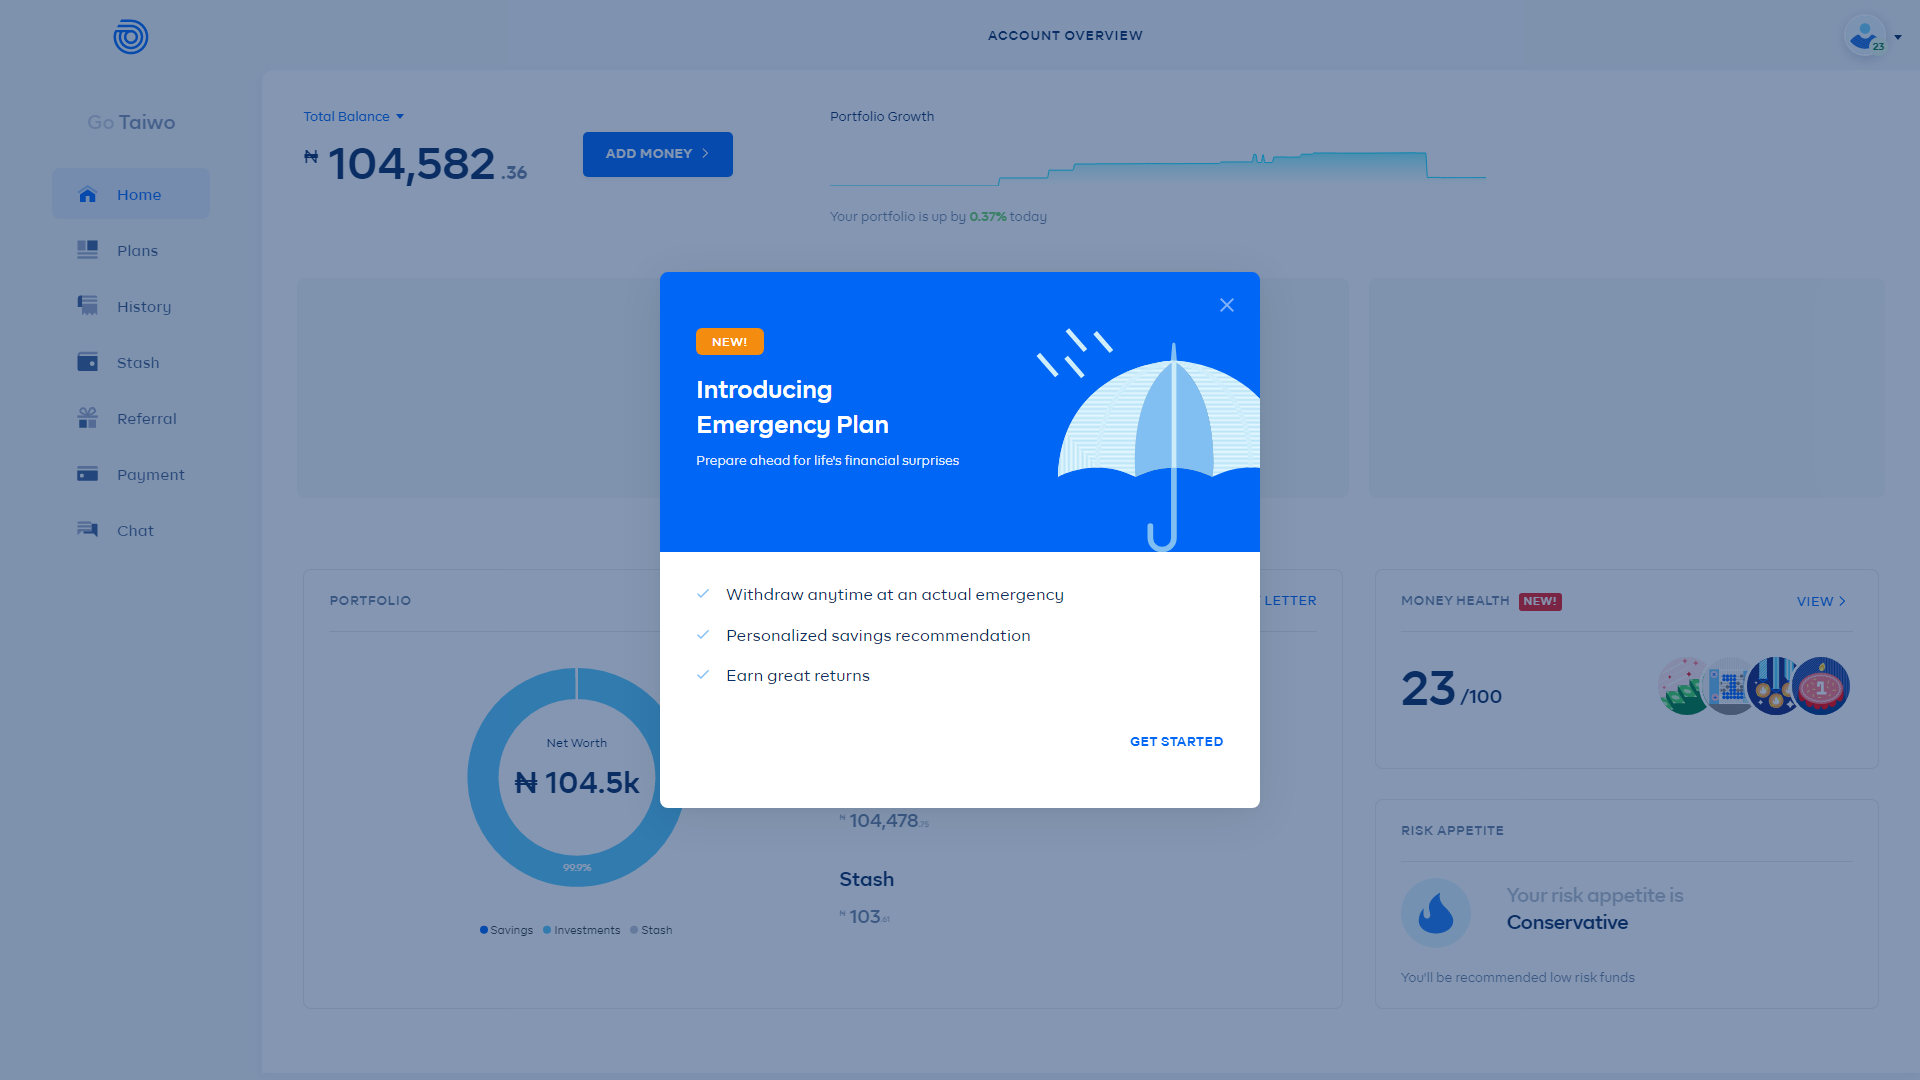 ACCOUNT OVERVIEW
23
Go Taiwo
Home
Plans
History
Stash
Referral
Payment
Chat
Total Balance
₦ 104,582.36
ADD MONEY
Portfolio Growth
Your portfolio is up by 0.37% today
NEW!
Introducing
Emergency Plan
Prepare ahead for life's financial surprises
Withdraw anytime at an actual emergency
Personalized savings recommendation
Earn great returns
GET STARTED
PORTFOLIO
LETTER
Net Worth
₦ 104.5k
99.9%
Savings Investments Stash
₦ 104,478.75
Stash
₦ 103.61
MONEY HEALTH NEW!
VIEW
23/100
1
RISK APPETITE
Your risk appetite is
Conservative
You'll be recommended low risk funds